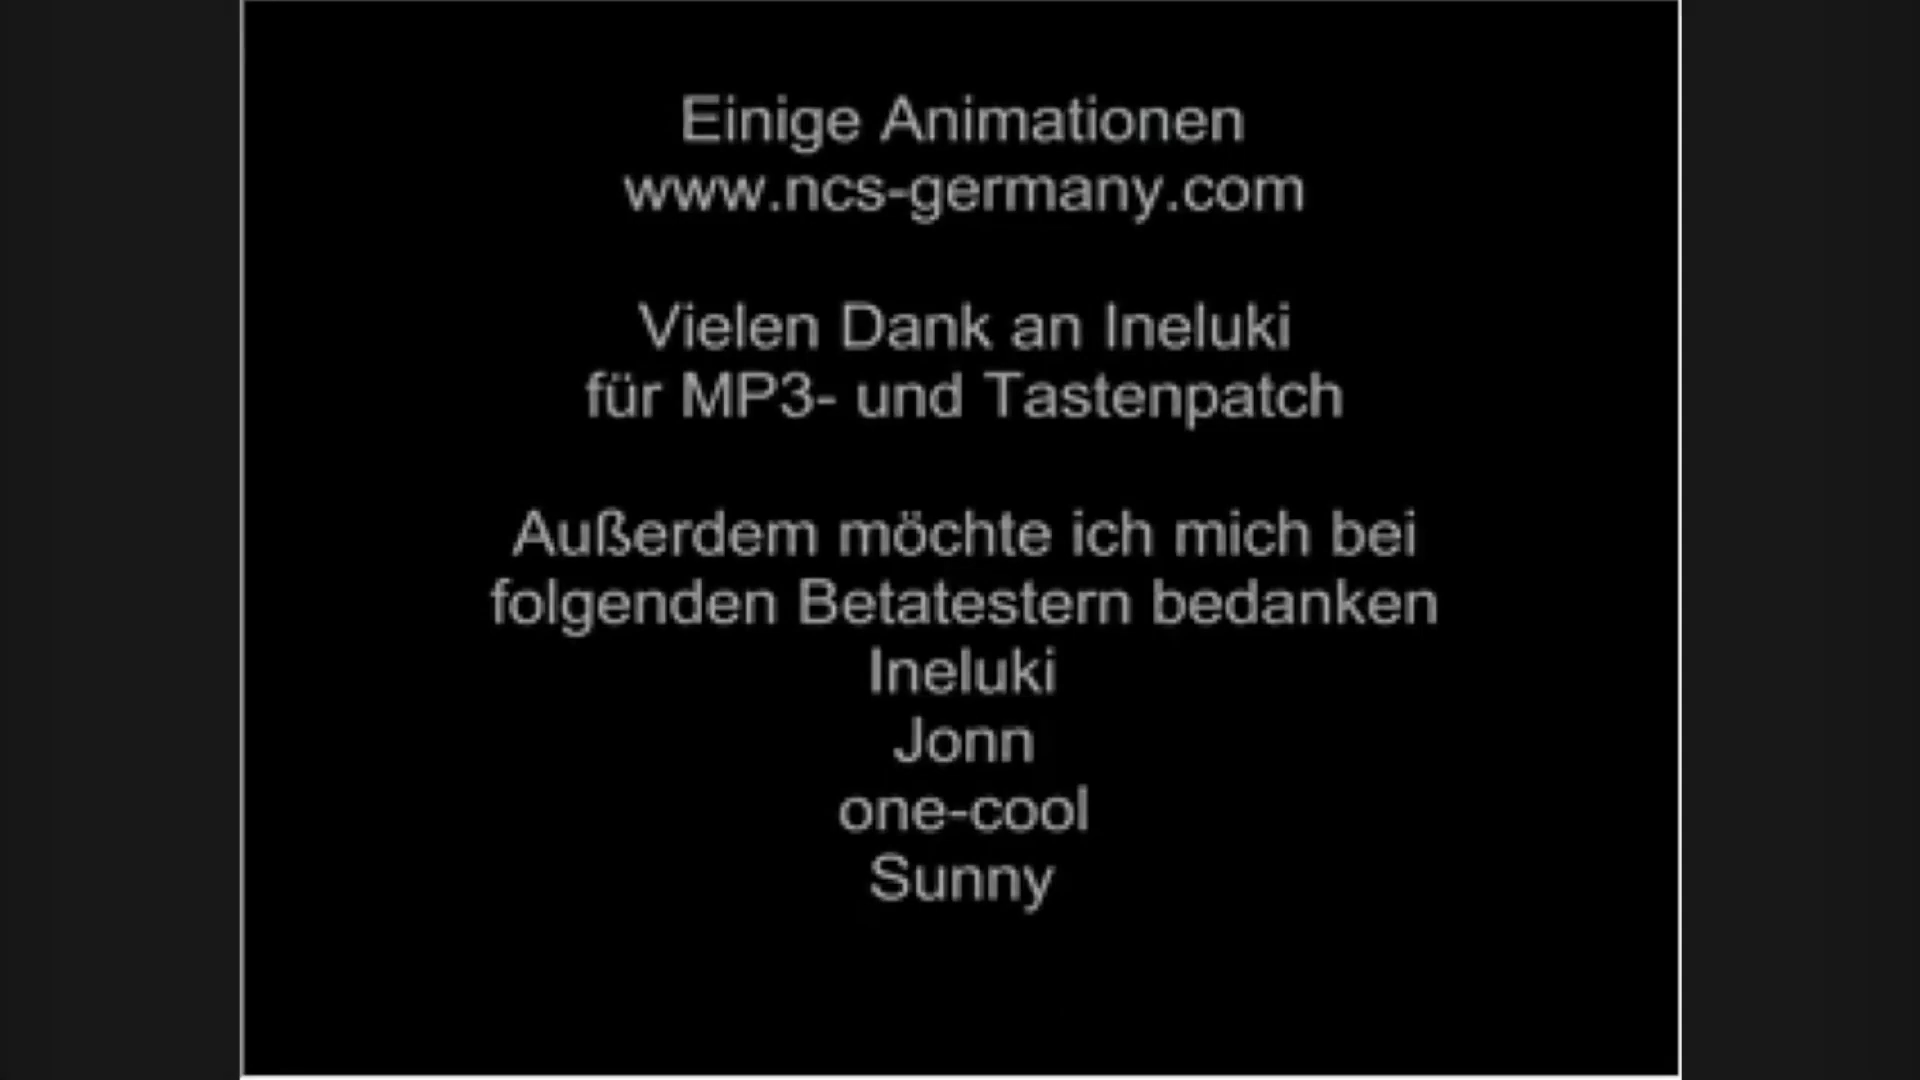 Einige Animationen
www.ncs-germany.com
Vielen Dank an Ineluki
für MP3- und Tastenpatch
Außerdem möchte ich mich bei
folgenden Betatestern bedanken
Ineluki
Jonn
one-cool
Sunny